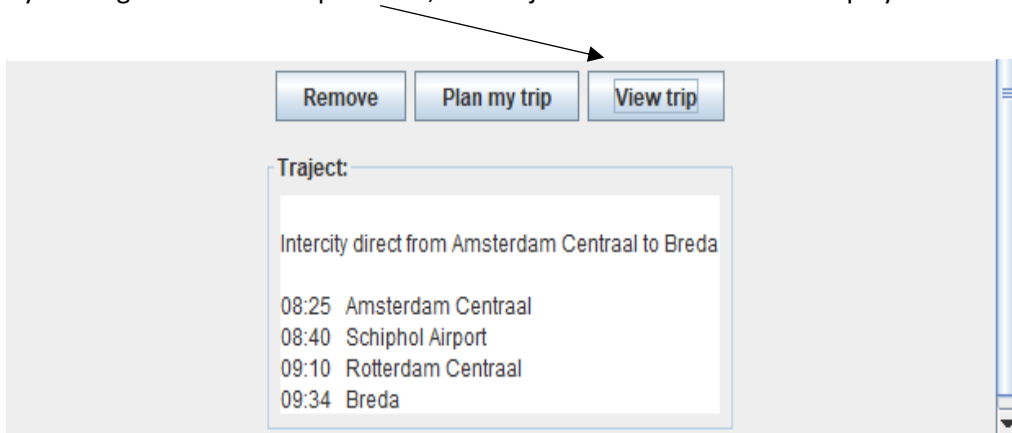 Remove Plan my trip View trip
Traject:
Intercity direct from Amsterdam Centraal to Breda
08:25 Amsterdam Centraal
08:40 Schiphol Airport
09:10 Rotterdam Centraal
09:34 Breda